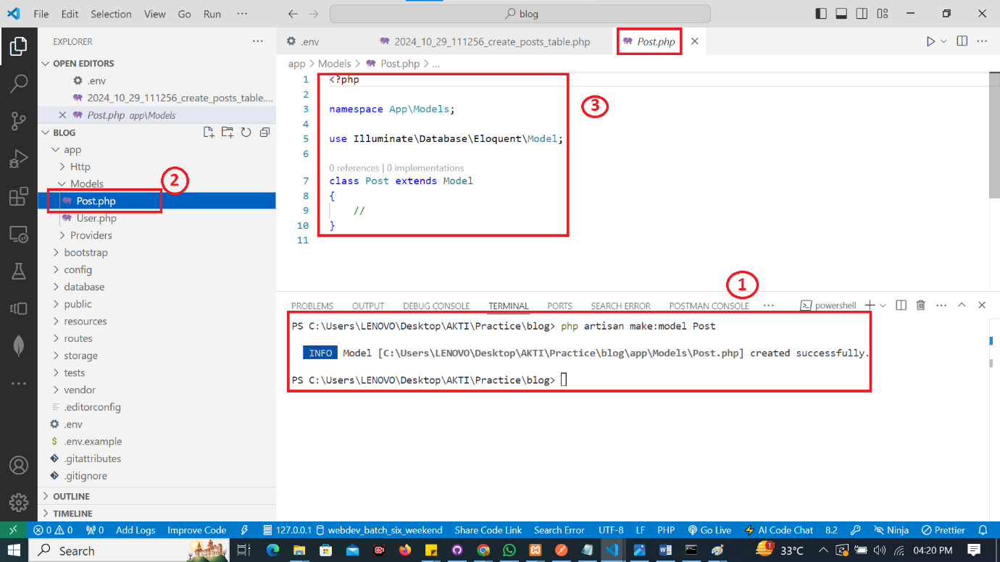 File Edit Selection View Go Run ···
blog
EXPLORER ···
OPEN EDITORS
.env
2024_10_29_111256_create_posts_table....
Post.php app\Models
BLOG
app
Http
Models
Post.php
2
User.php
Providers
bootstrap
config
database
public
resources
routes
storage
tests
vendor
.editorconfig
.env
$ .env.example
.gitattributes
.gitignore
OUTLINE
TIMELINE
.env 2024_10_29_111256_create_posts_table.php Post.php
app > Models > Post.php > ...
1 <?php
2
3 namespace App\Models;
3
4
5 use Illuminate\Database\Eloquent\Model;
6
0 references | 0 implementations
7 class Post extends Model
8 {
9 //
10 }
11
1
PROBLEMS OUTPUT DEBUG CONSOLE TERMINAL PORTS SEARCH ERROR POSTMAN CONSOLE ··· powershell
PS C:\Users\LENOVO\Desktop\AKTI\Practice\blog> php artisan make:model Post
INFO Model [C:\Users\LENOVO\Desktop\AKTI\Practice\blog\app\Models\Post.php] created successfully.
PS C:\Users\LENOVO\Desktop\AKTI\Practice\blog>
0 0 0 Add Logs Improve Code 127.0.0.1 webdev_batch_six_weekend Share Code Link Search Error UTF-8 LF PHP Go Live AI Code Chat 8.2 Ninja Prettier
Search 1 33°C 04:20 PM